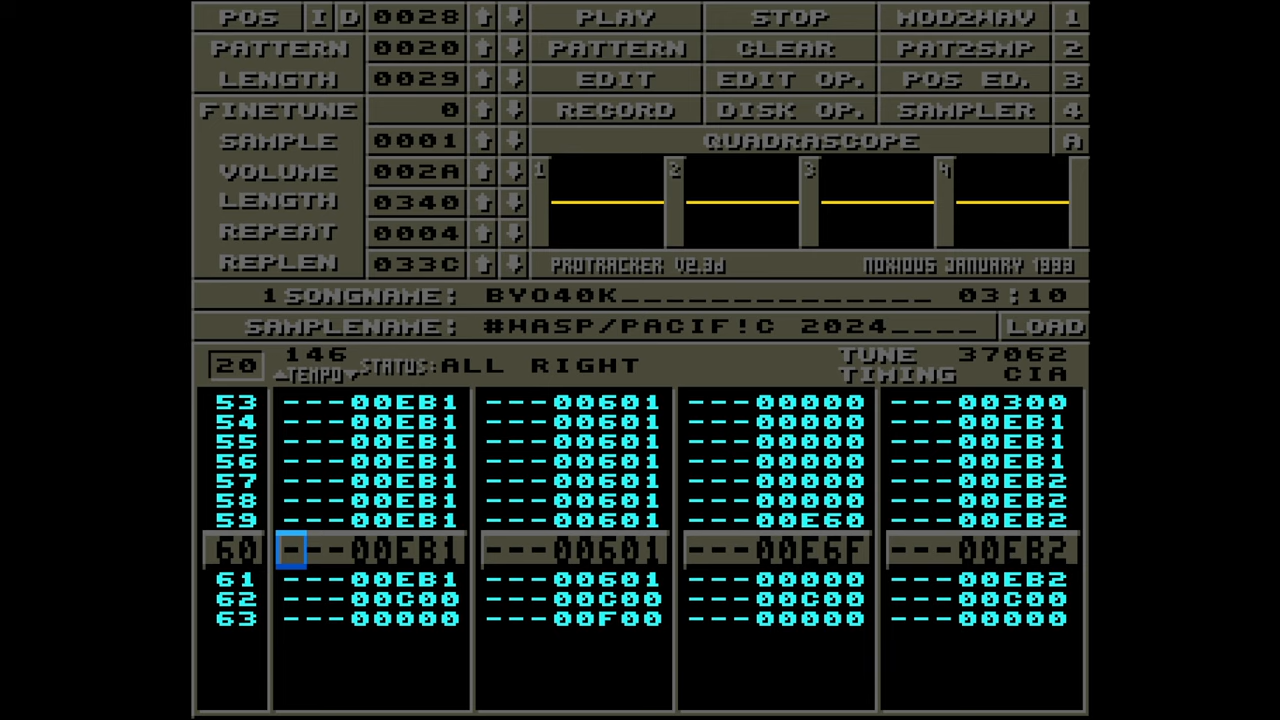 POS I D 0028 PLAY STOP MOD2WAV 1
PATTERN 0020 PATTERN CLEAR PAT2SMP 2
LENGTH 0029 EDIT EDIT OP. POS ED. 3
FINETUNE 0 RECORD DISK OP. SAMPLER 4
SAMPLE 0001 QUADRASCOPE A
VOLUME 002A 1 2 3 4
LENGTH 0340
REPEAT 0004
REPLEN 033C PROTRACKER V2.3d NOXIOUS JANUARY 1993
1 SONGNAME: BYO40K______________ 03:10
SAMPLENAME: #WASP/PACIF!C 2024____ LOAD
20 146 TEMPO STATUS:ALL RIGHT TUNE 37062
TIMING CIA
53 ---00EB1 ---00601 ---00000 ---00300
54 ---00EB1 ---00601 ---00000 ---00EB1
55 ---00EB1 ---00601 ---00000 ---00EB1
56 ---00EB1 ---00601 ---00000 ---00EB1
57 ---00EB1 ---00601 ---00000 ---00EB2
58 ---00EB1 ---00601 ---00000 ---00EB2
59 ---00EB1 ---00601 ---00E60 ---00EB2
60 ---00EB1 ---00601 ---00E6F ---00EB2
61 ---00EB1 ---00601 ---00000 ---00EB2
62 ---00C00 ---00C00 ---00C00 ---00C00
63 ---00000 ---00F00 ---00000 ---00000